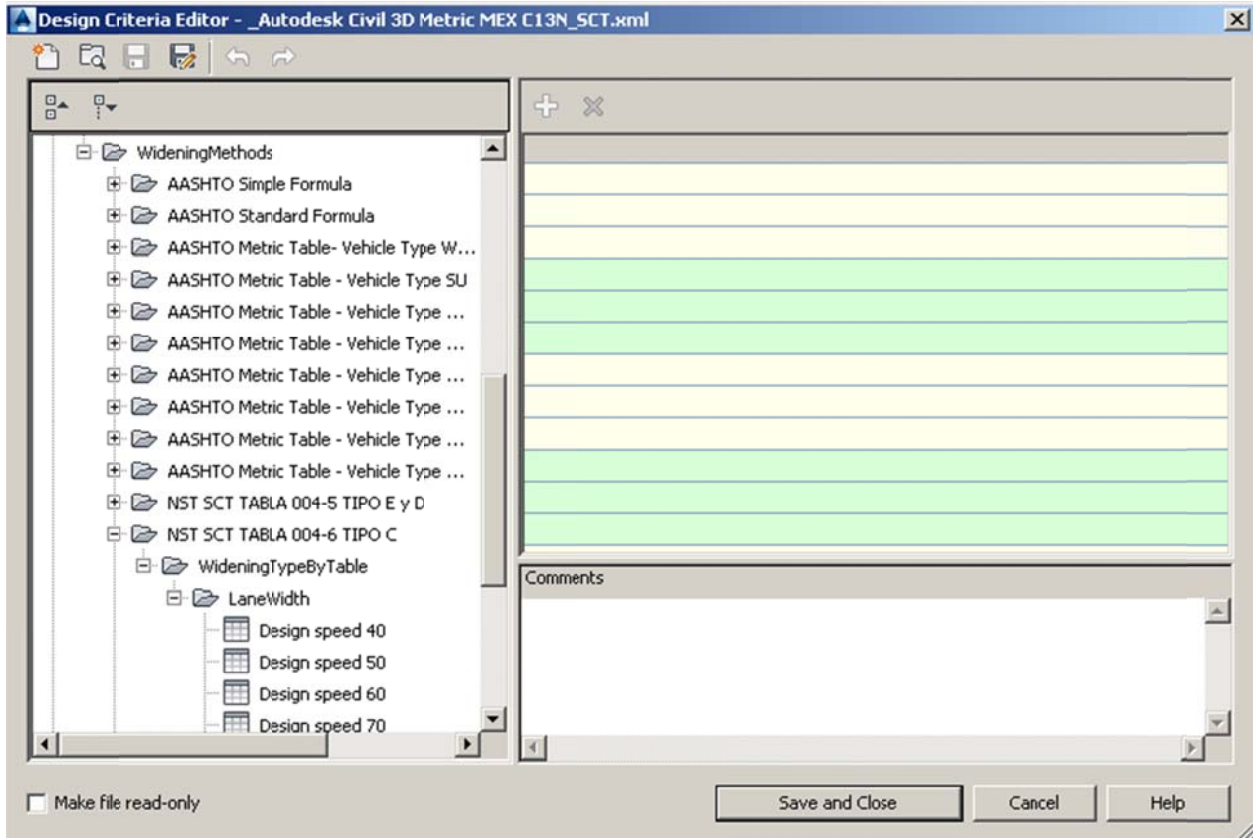 Design Criteria Editor - _Autodesk Civil 3D Metric MEX C13N_SCT.xml
WideningMethods
AASHTO Simple Formula
AASHTO Standard Formula
AASHTO Metric Table- Vehicle Type W...
AASHTO Metric Table - Vehicle Type SU
AASHTO Metric Table - Vehicle Type ...
AASHTO Metric Table - Vehicle Type ...
AASHTO Metric Table - Vehicle Type ...
AASHTO Metric Table - Vehicle Type ...
AASHTO Metric Table - Vehicle Type ...
AASHTO Metric Table - Vehicle Type ...
NST SCT TABLA 004-5 TIPO E y D
NST SCT TABLA 004-6 TIPO C
WideningTypeByTable
LaneWidth
Design speed 40
Design speed 50
Design speed 60
Design speed 70
Comments
Make file read-only
Save and Close
Cancel
Help